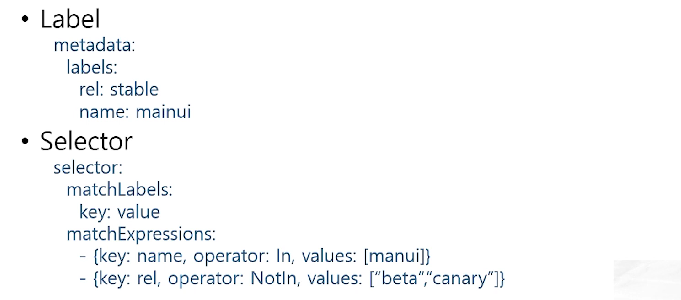 • Label
metadata:
labels:
rel: stable
name: mainui
• Selector
selector:
matchLabels:
key: value
matchExpressions:
- {key: name, operator: In, values: [manui]}
- {key: rel, operator: NotIn, values: [“beta”,“canary”]}